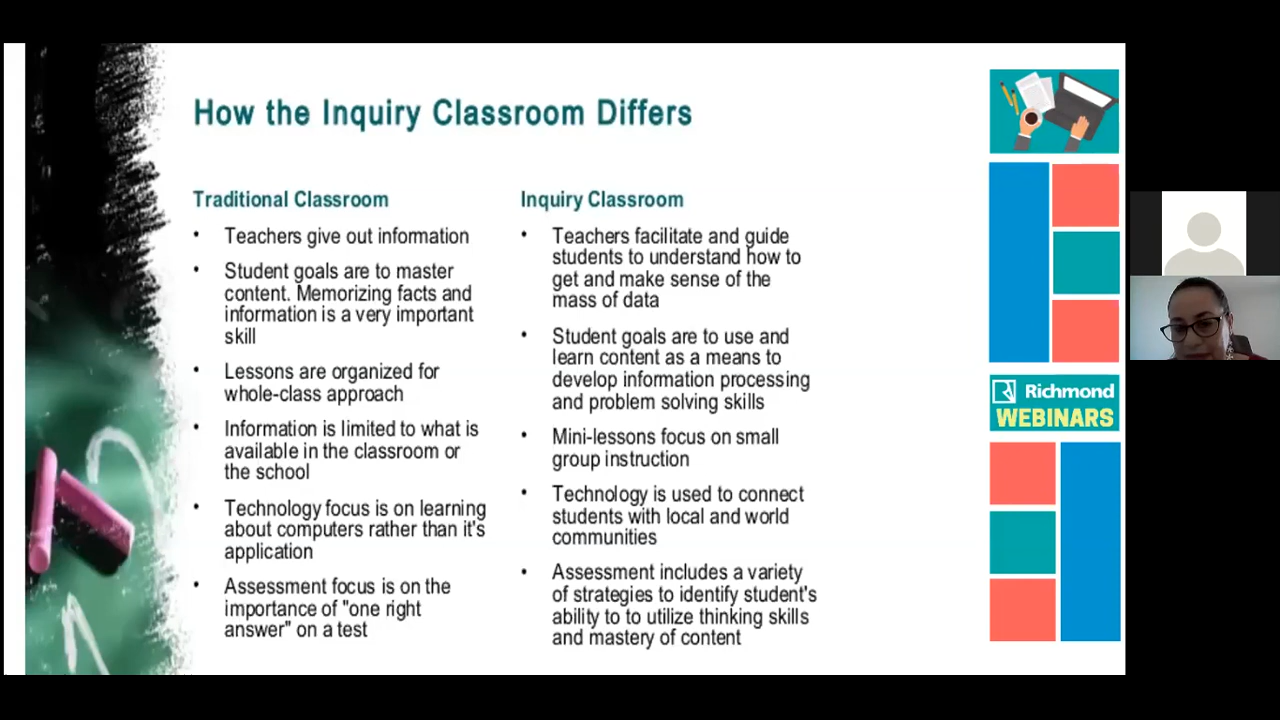 How the Inquiry Classroom Differs
Traditional Classroom
• Teachers give out information
• Student goals are to master
content. Memorizing facts and
information is a very important
skill
• Lessons are organized for
whole-class approach
• Information is limited to what is
available in the classroom or
the school
• Technology focus is on learning
about computers rather than it's
application
• Assessment focus is on the
importance of "one right
answer" on a test
Inquiry Classroom
• Teachers facilitate and guide
students to understand how to
get and make sense of the
mass of data
• Student goals are to use and
learn content as a means to
develop information processing
and problem solving skills
• Mini-lessons focus on small
group instruction
• Technology is used to connect
students with local and world
communities
• Assessment includes a variety
of strategies to identify student's
ability to to utilize thinking skills
and mastery of content
Richmond
WEBINARS